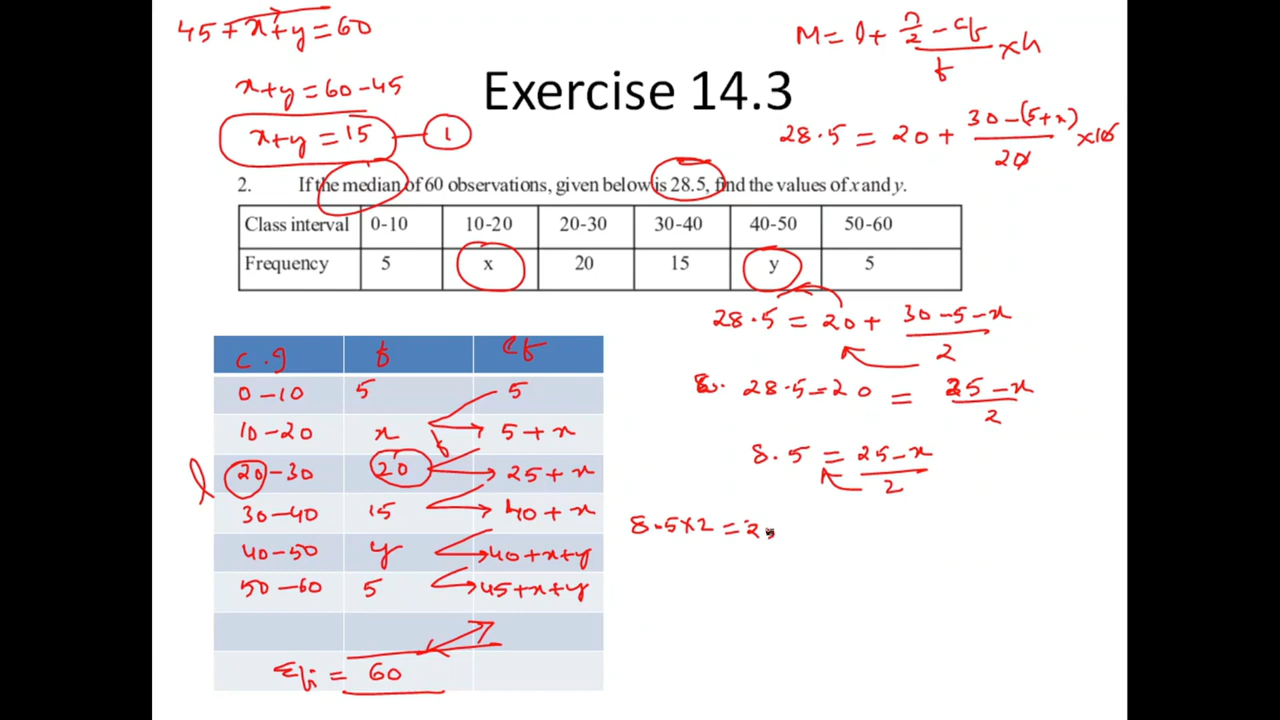 45+x+y=60
x+y=60-45
x+y=15 — 1
M=l+ n/2-cf/f ×h
Exercise 14.3
28.5=20+ 30-(5+x)/20 ×10
2. If the median of 60 observations, given below is 28.5, find the values of x and y.
Class interval 0-10 10-20 20-30 30-40 40-50 50-60
Frequency 5 x 20 15 y 5
28.5=20+ 30-5-x/2
28.5-20 = 25-x/2
8.5 = 25-x/2
8.5×2=2
C.I f cf
0-10 5 5
10-20 x 5+x
l 20-30 20 f 25+x
30-40 15 40+x
40-50 y 40+x+y
50-60 5 45+x+y
Σfi = 60